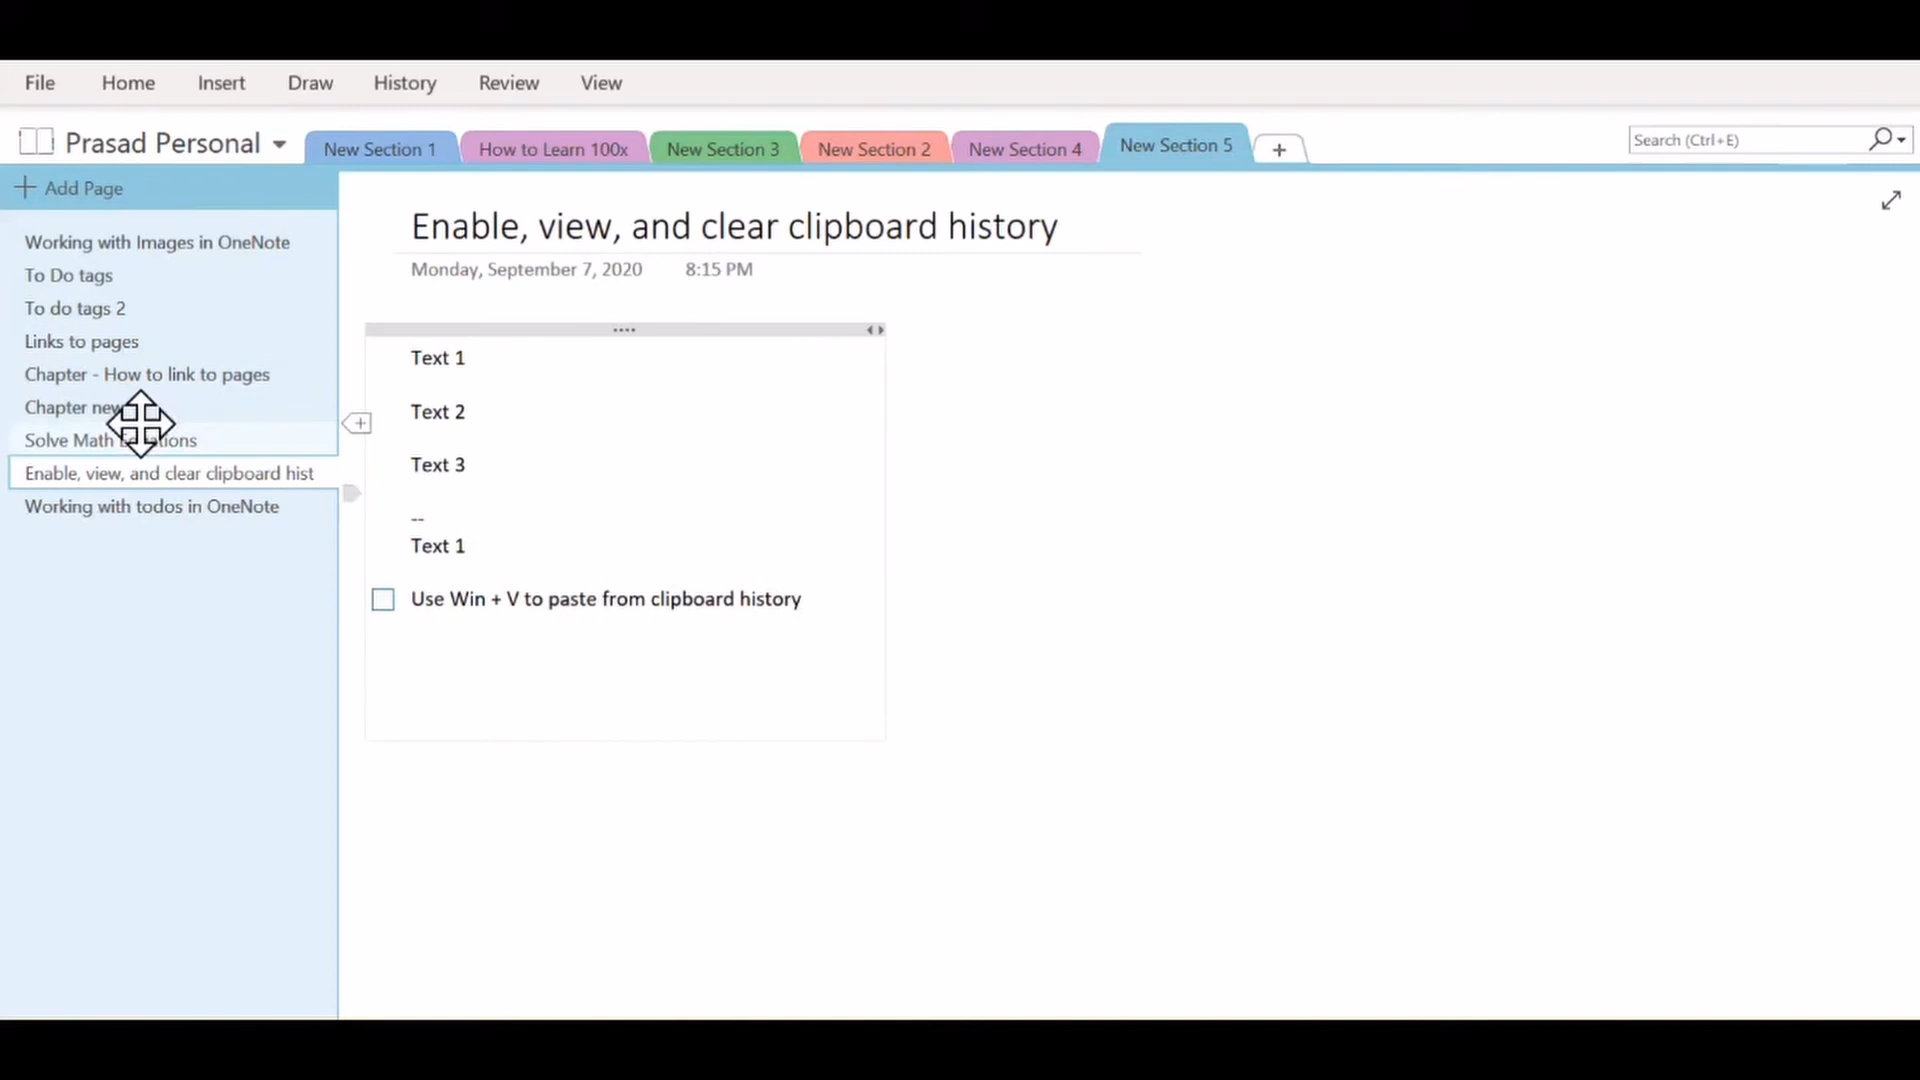 File Home Insert Draw History Review View
Prasad Personal New Section 1 How to Learn 100x New Section 3 New Section 2 New Section 4 New Section 5 + Search (Ctrl+E)
Add Page
Working with Images in OneNote
To Do tags
To do tags 2
Links to pages
Chapter - How to link to pages
Chapter new
Solve Math
Enable, view, and clear clipboard hist
Working with todos in OneNote
Enable, view, and clear clipboard history
Monday, September 7, 2020 8:15 PM
Text 1
Text 2
Text 3
--
Text 1
Use Win + V to paste from clipboard history